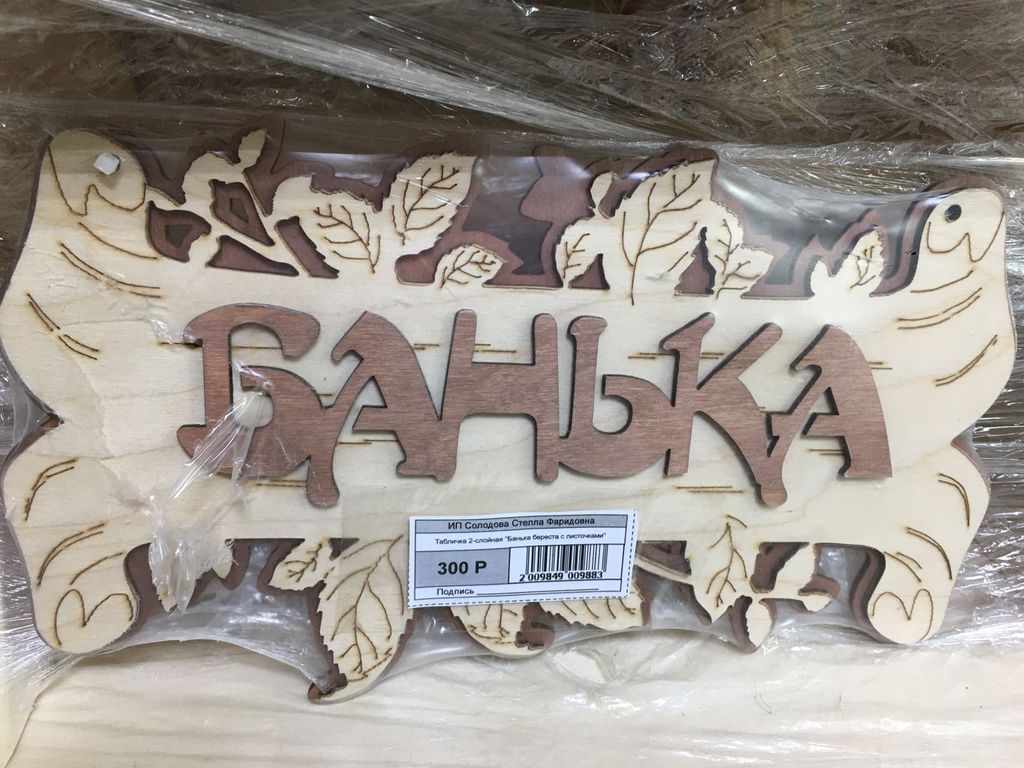 БАНЬКА
ИП Солодова Стелла Фаридовна
Табличка 2-слойная "Банька береста с листочками"
300 Р
2 009849 009883
Подпись